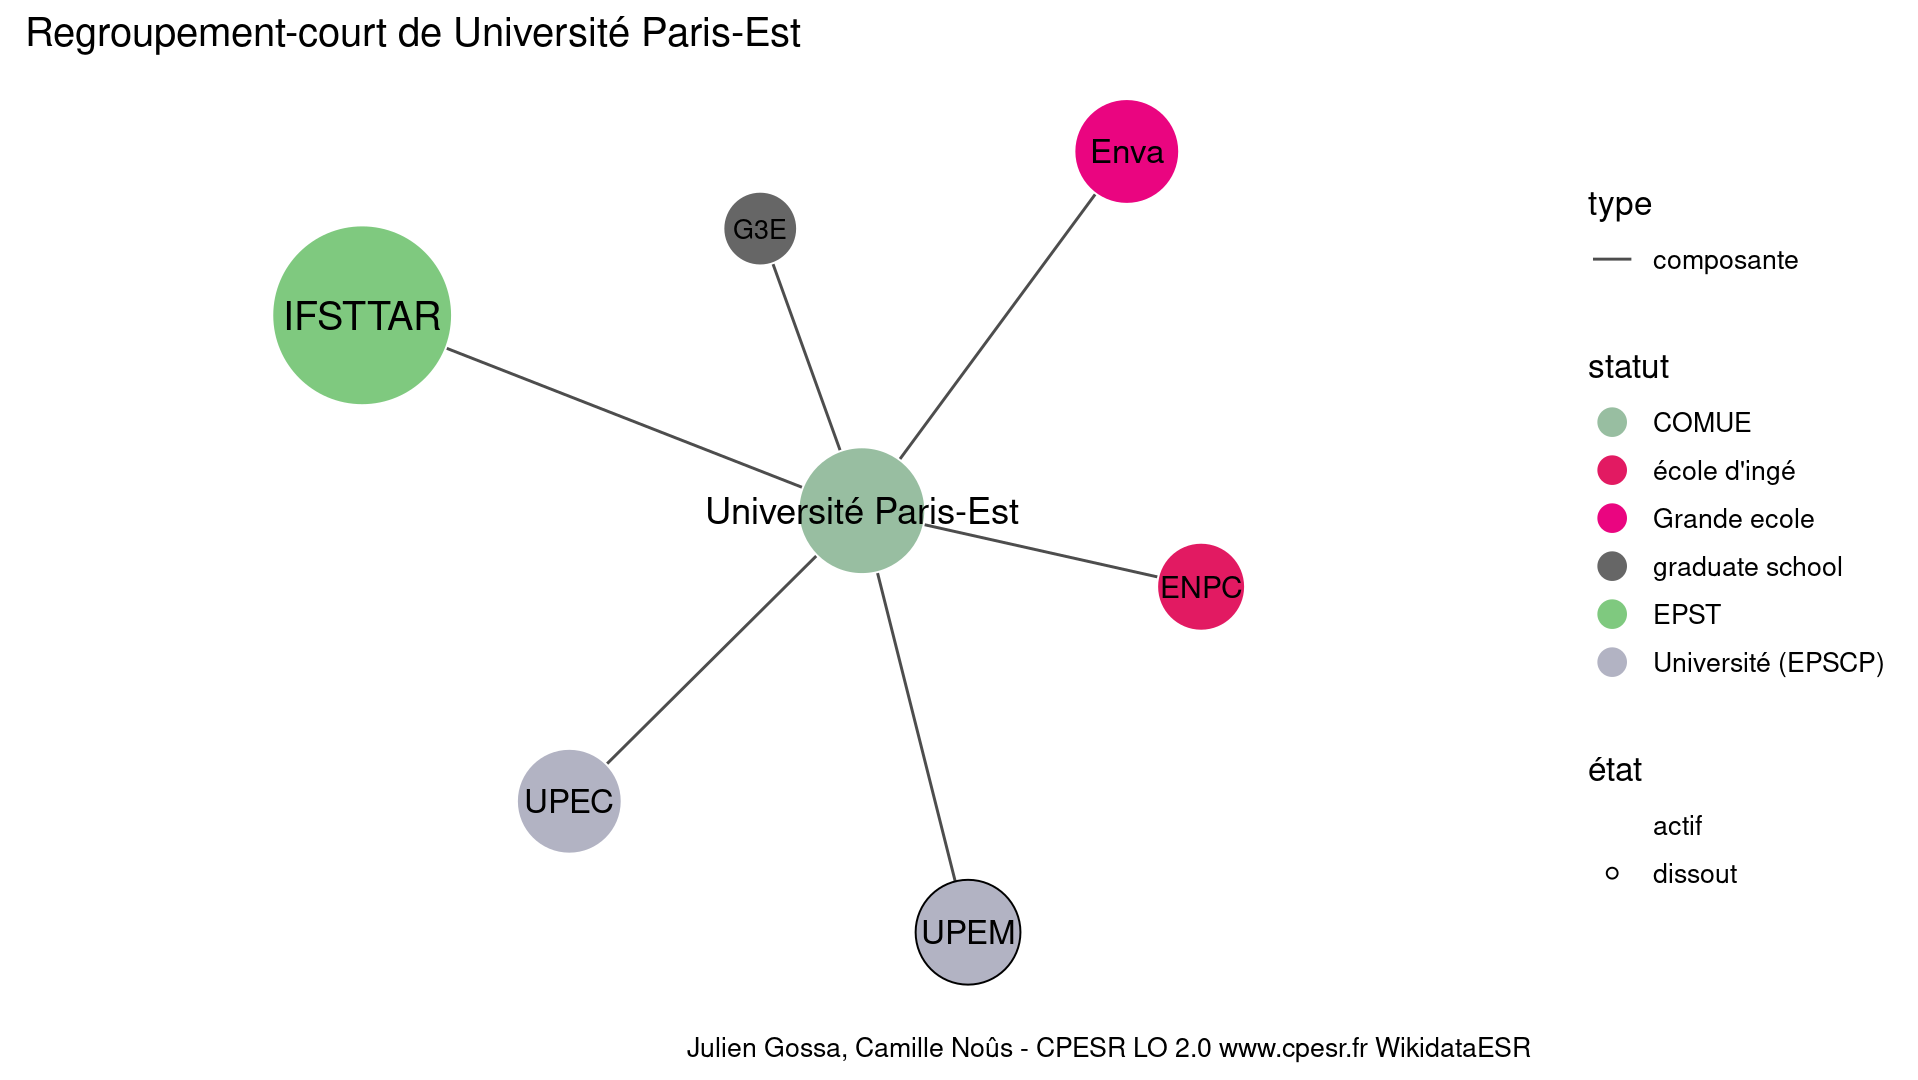 Regroupement-court de Université Paris-Est
Enva
G3E
IFSTTAR
Université Paris-Est
ENPC
UPEC
UPEM
type
composante
statut
COMUE
école d'ingé
Grande ecole
graduate school
EPST
Université (EPSCP)
état
actif
dissout
Julien Gossa, Camille Noûs - CPESR LO 2.0 www.cpesr.fr WikidataESR